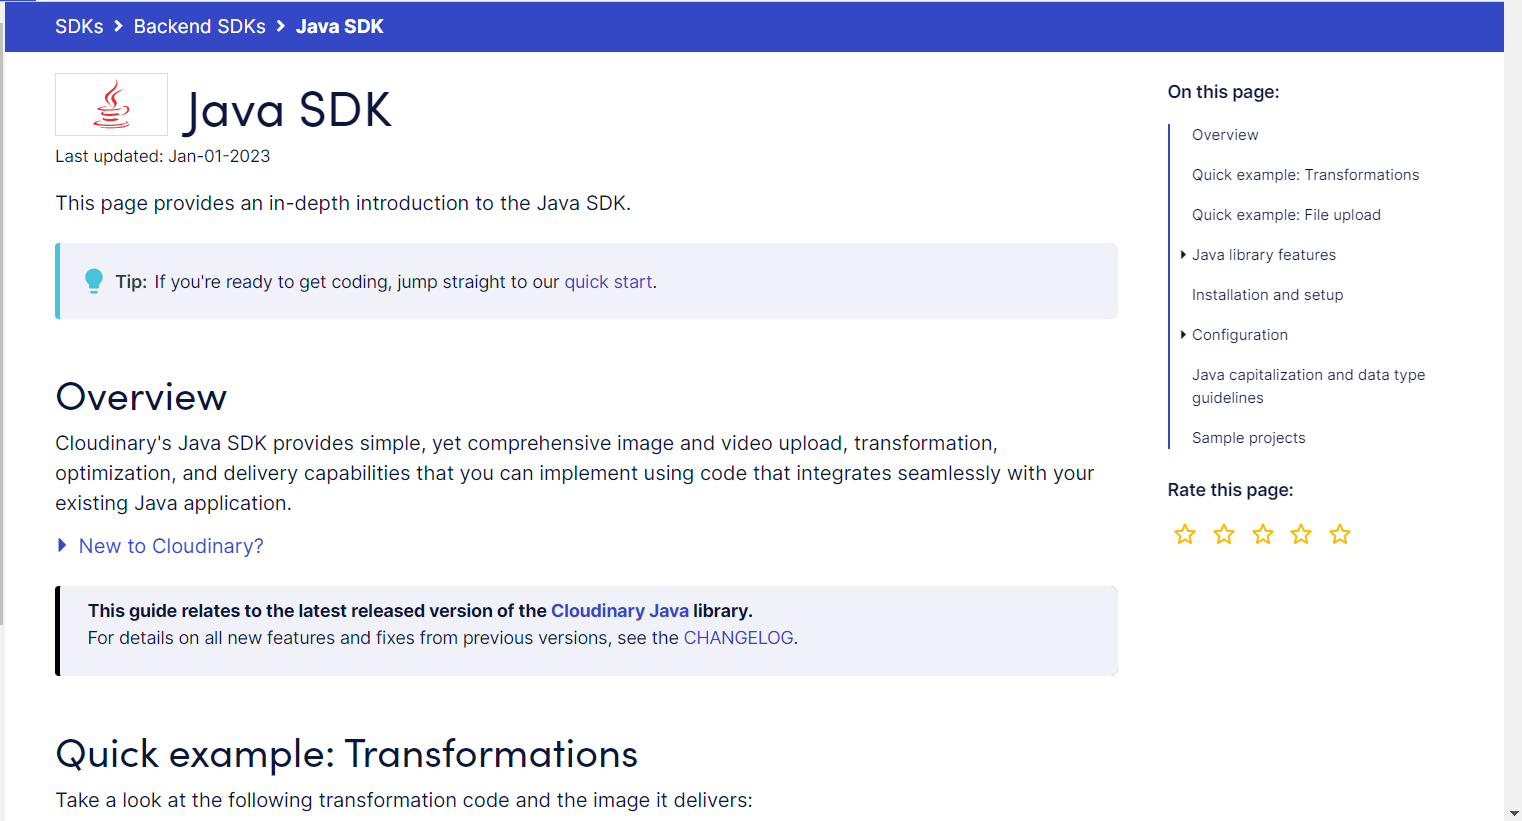 SDKs > Backend SDKs > Java SDK
Java SDK
Last updated: Jan-01-2023
This page provides an in-depth introduction to the Java SDK.
Tip: If you're ready to get coding, jump straight to our quick start.
Overview
Cloudinary's Java SDK provides simple, yet comprehensive image and video upload, transformation,
optimization, and delivery capabilities that you can implement using code that integrates seamlessly with your
existing Java application.
New to Cloudinary?
This guide relates to the latest released version of the Cloudinary Java library.
For details on all new features and fixes from previous versions, see the CHANGELOG.
Quick example: Transformations
Take a look at the following transformation code and the image it delivers:
On this page:
Overview
Quick example: Transformations
Quick example: File upload
Java library features
Installation and setup
Configuration
Java capitalization and data type
guidelines
Sample projects
Rate this page: